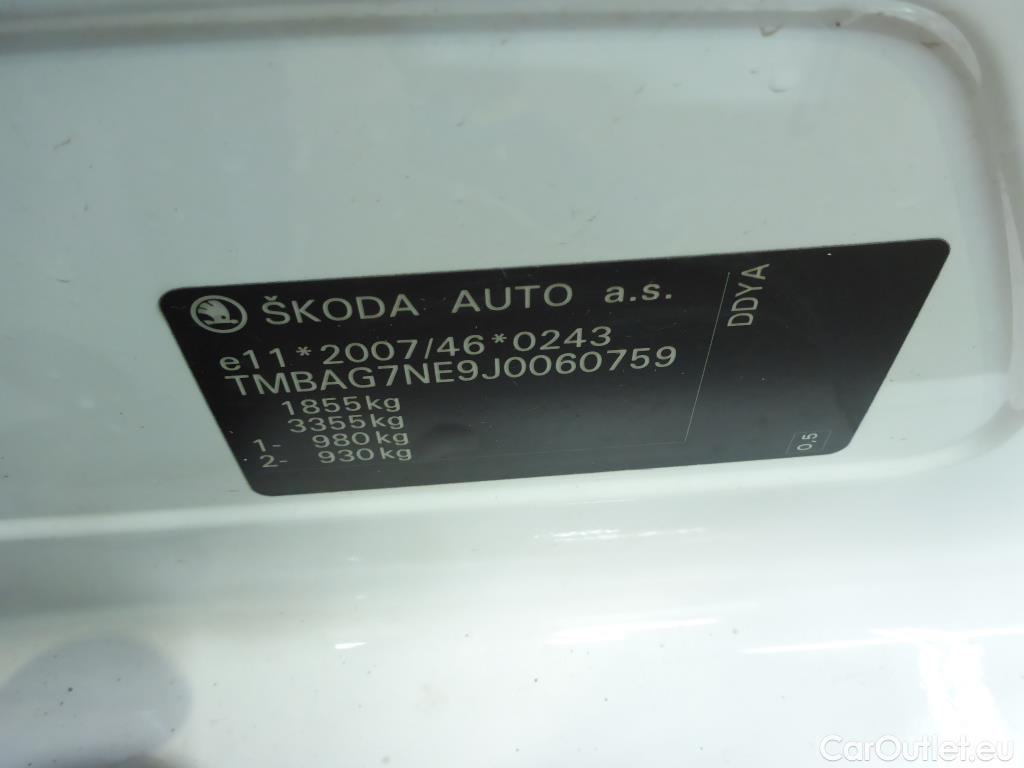 ŠKODA AUTO a.s.
e11*2007/46*0243
TMBAG7NE9J0060759
1855kg
3355kg
1- 980kg
2- 930kg
DDYA
0,5
CarOutlet.eu